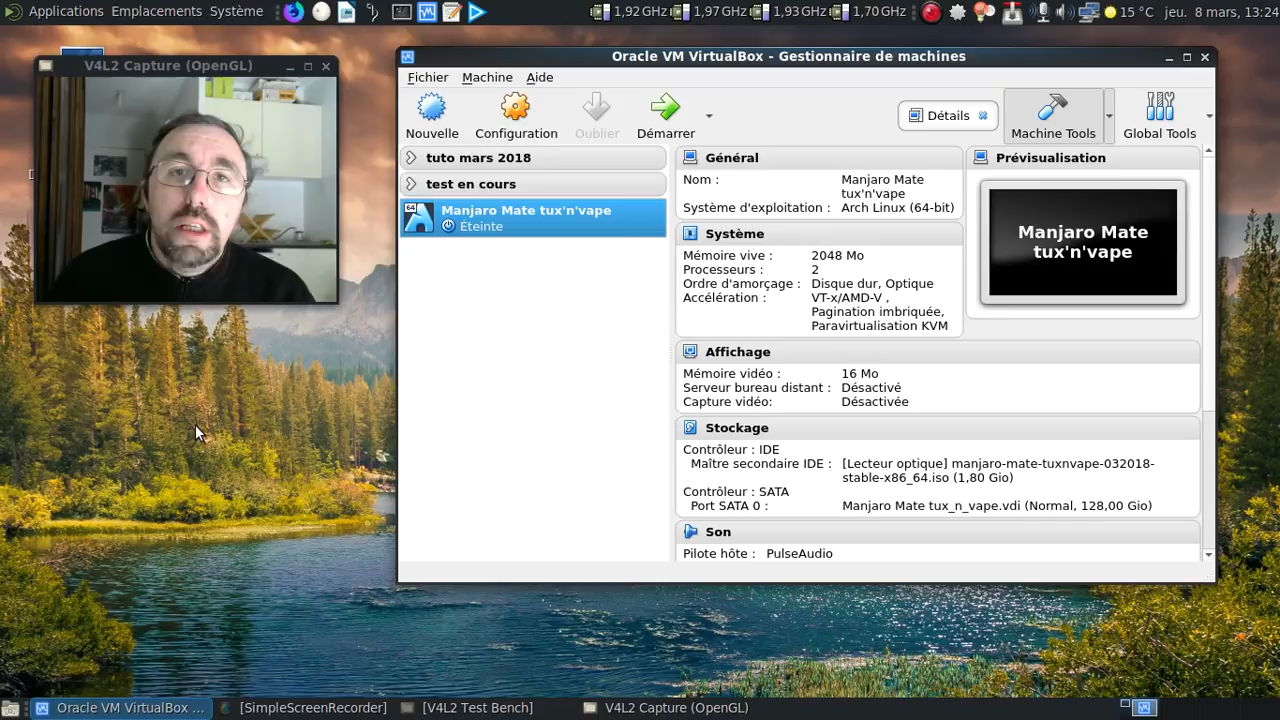 Applications Emplacements Système 1,92 GHz 1,97 GHz 1,93 GHz 1,70 GHz 15 °C jeu. 8 mars, 13:24
V4L2 Capture (OpenGL)
Oracle VM VirtualBox - Gestionnaire de machines
Fichier Machine Aide
Nouvelle Configuration Oublier Démarrer Détails Machine Tools Global Tools
tuto mars 2018
test en cours
64
Manjaro Mate tux'n'vape
Éteinte
Général
Nom : Manjaro Mate
tux'n'vape
Système d'exploitation : Arch Linux (64-bit)
Prévisualisation
Manjaro Mate
tux'n'vape
Système
Mémoire vive : 2048 Mo
Processeurs : 2
Ordre d'amorçage : Disque dur, Optique
Accélération : VT-x/AMD-V ,
Pagination imbriquée,
Paravirtualisation KVM
Affichage
Mémoire vidéo : 16 Mo
Serveur bureau distant : Désactivé
Capture vidéo: Désactivée
Stockage
Contrôleur : IDE
Maître secondaire IDE : [Lecteur optique] manjaro-mate-tuxnvape-032018-
stable-x86_64.iso (1,80 Gio)
Contrôleur : SATA
Port SATA 0 : Manjaro Mate tux_n_vape.vdi (Normal, 128,00 Gio)
Son
Pilote hôte : PulseAudio
Oracle VM VirtualBox ... [SimpleScreenRecorder] [V4L2 Test Bench] V4L2 Capture (OpenGL)